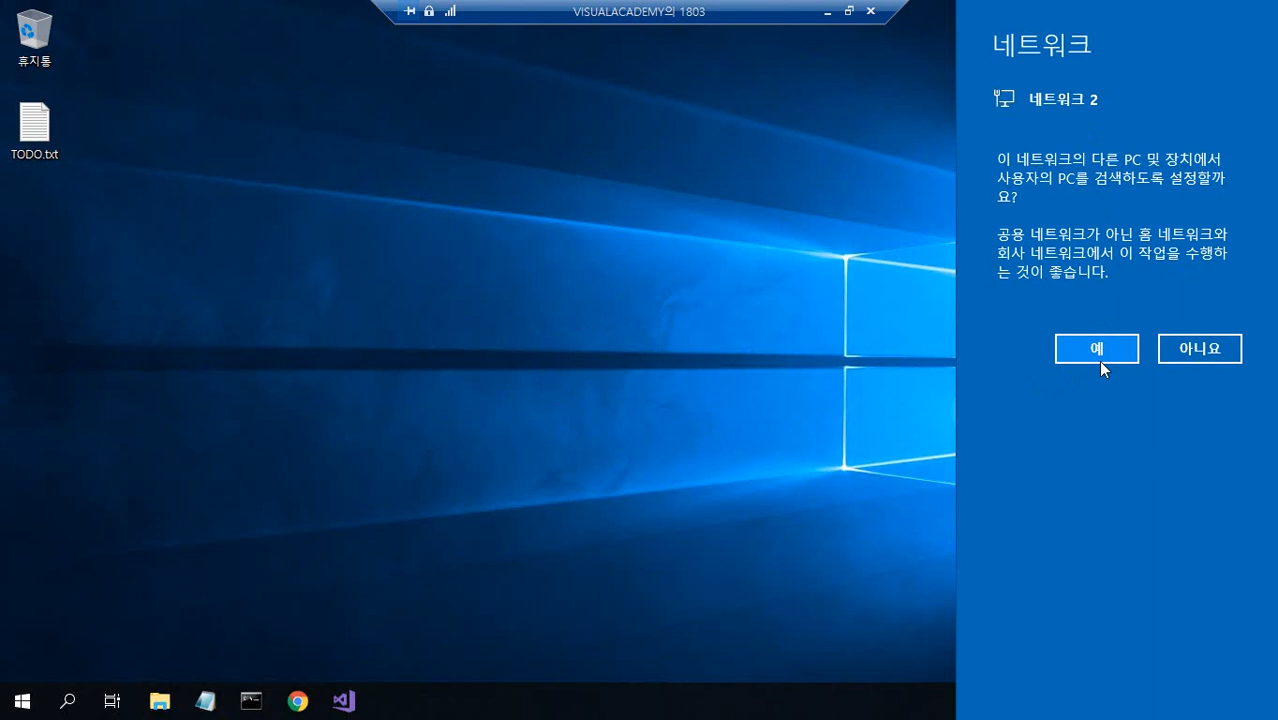 VISUALACADEMY의 1803
휴지통
TODO.txt
네트워크
네트워크 2
이 네트워크의 다른 PC 및 장치에서
사용자의 PC를 검색하도록 설정할까
요?
공용 네트워크가 아닌 홈 네트워크와
회사 네트워크에서 이 작업을 수행하
는 것이 좋습니다.
예
아니요